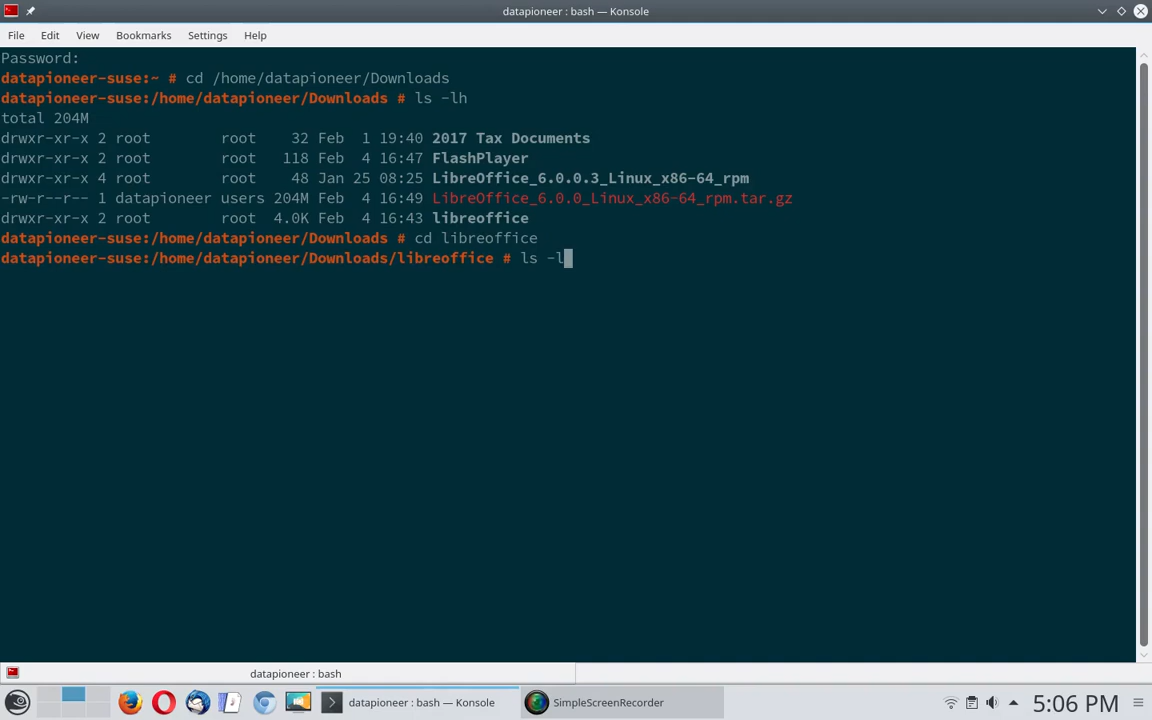 datapioneer : bash — Konsole
File Edit View Bookmarks Settings Help
Password:
datapioneer-suse:~ # cd /home/datapioneer/Downloads
datapioneer-suse:/home/datapioneer/Downloads # ls -lh
total 204M
drwxr-xr-x 2 root root 32 Feb 1 19:40 2017 Tax Documents
drwxr-xr-x 2 root root 118 Feb 4 16:47 FlashPlayer
drwxr-xr-x 4 root root 48 Jan 25 08:25 LibreOffice_6.0.0.3_Linux_x86-64_rpm
-rw-r--r-- 1 datapioneer users 204M Feb 4 16:49 LibreOffice_6.0.0_Linux_x86-64_rpm.tar.gz
drwxr-xr-x 2 root root 4.0K Feb 4 16:43 libreoffice
datapioneer-suse:/home/datapioneer/Downloads # cd libreoffice
datapioneer-suse:/home/datapioneer/Downloads/libreoffice # ls -l
datapioneer : bash
datapioneer : bash — Konsole SimpleScreenRecorder 5:06 PM